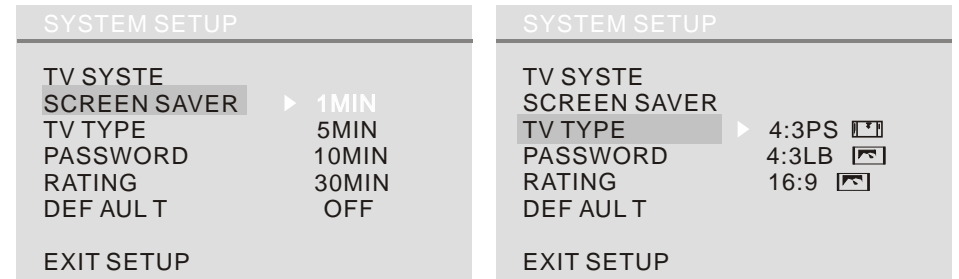 SYSTEM SETUP
TV SYSTE
SCREEN SAVER 1MIN
TV TYPE 5MIN
PASSWORD 10MIN
RATING 30MIN
DEF AUL T OFF
EXIT SETUP
SYSTEM SETUP
TV SYSTE
SCREEN SAVER
TV TYPE 4:3PS
PASSWORD 4:3LB
RATING 16:9
DEF AUL T
EXIT SETUP